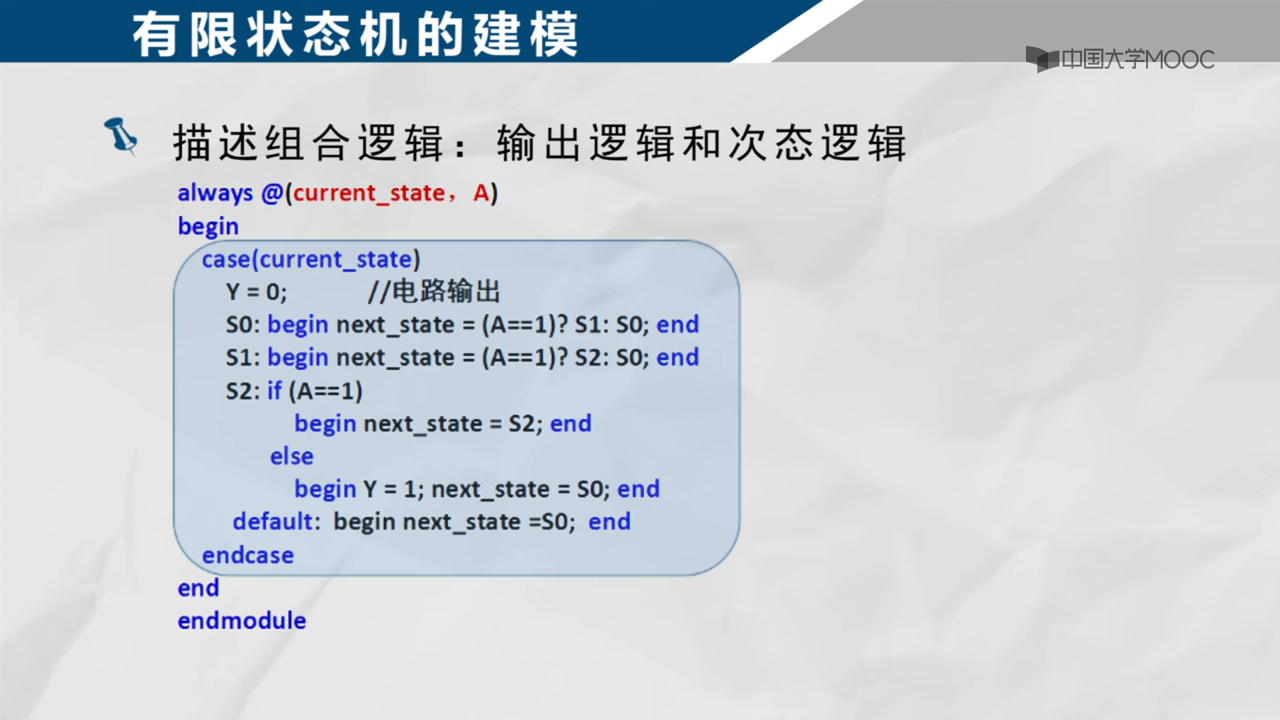 有限状态机的建模
中国大学MOOC
描述组合逻辑：输出逻辑和次态逻辑
always @(current_state，A)
begin
case(current_state)
Y = 0; //电路输出
S0: begin next_state = (A==1)? S1: S0; end
S1: begin next_state = (A==1)? S2: S0; end
S2: if (A==1)
begin next_state = S2; end
else
begin Y = 1; next_state = S0; end
default: begin next_state =S0; end
endcase
end
endmodule